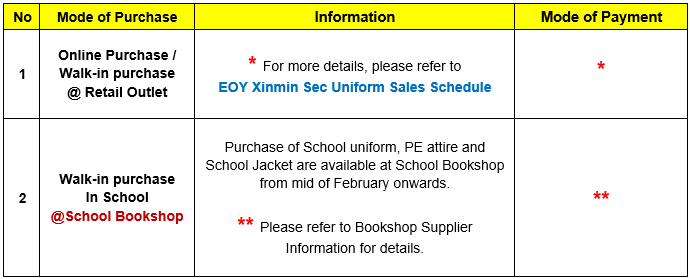 No Mode of Purchase Information Mode of Payment
1
Online Purchase /
Walk-in purchase
@ Retail Outlet
* For more details, please refer to
EOY Xinmin Sec Uniform Sales Schedule
*
2
Walk-in purchase
In School
@School Bookshop
Purchase of School uniform, PE attire and
School Jacket are available at School Bookshop
from mid of February onwards.
** Please refer to Bookshop Supplier
Information for details.
**